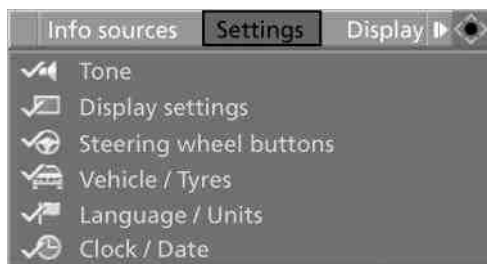 Info sources Settings Display
Tone
Display settings
Steering wheel buttons
Vehicle / Tyres
Language / Units
Clock / Date